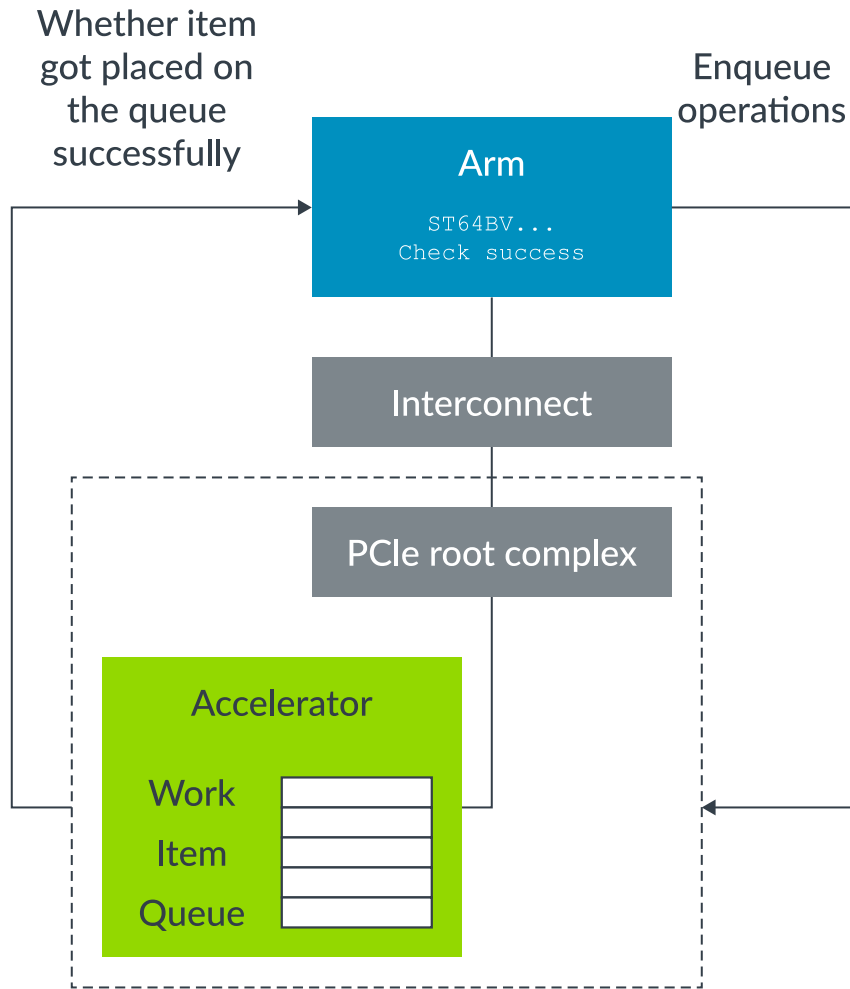 Whether item
got placed on
the queue
successfully
Enqueue
operations
Arm
ST64BV...
Check success
Interconnect
PCIe root complex
Accelerator
Work
Item
Queue